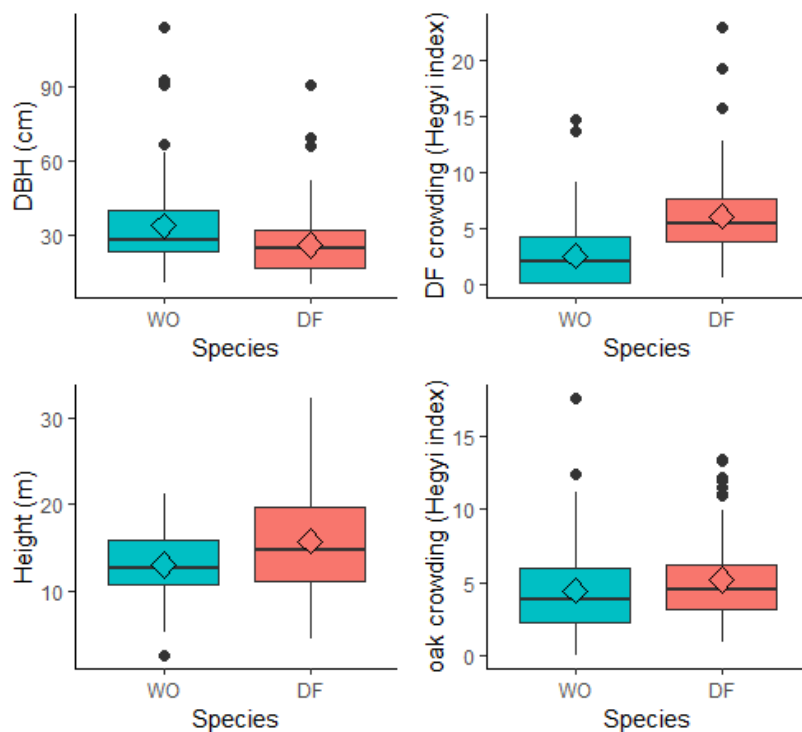 DBH (cm)
90
60
30
WO
DF
Species
DF crowding (Hegyi index)
20
15
10
5
0
WO
DF
Species
Height (m)
30
20
10
WO
DF
Species
oak crowding (Hegyi index)
15
10
5
0
WO
DF
Species